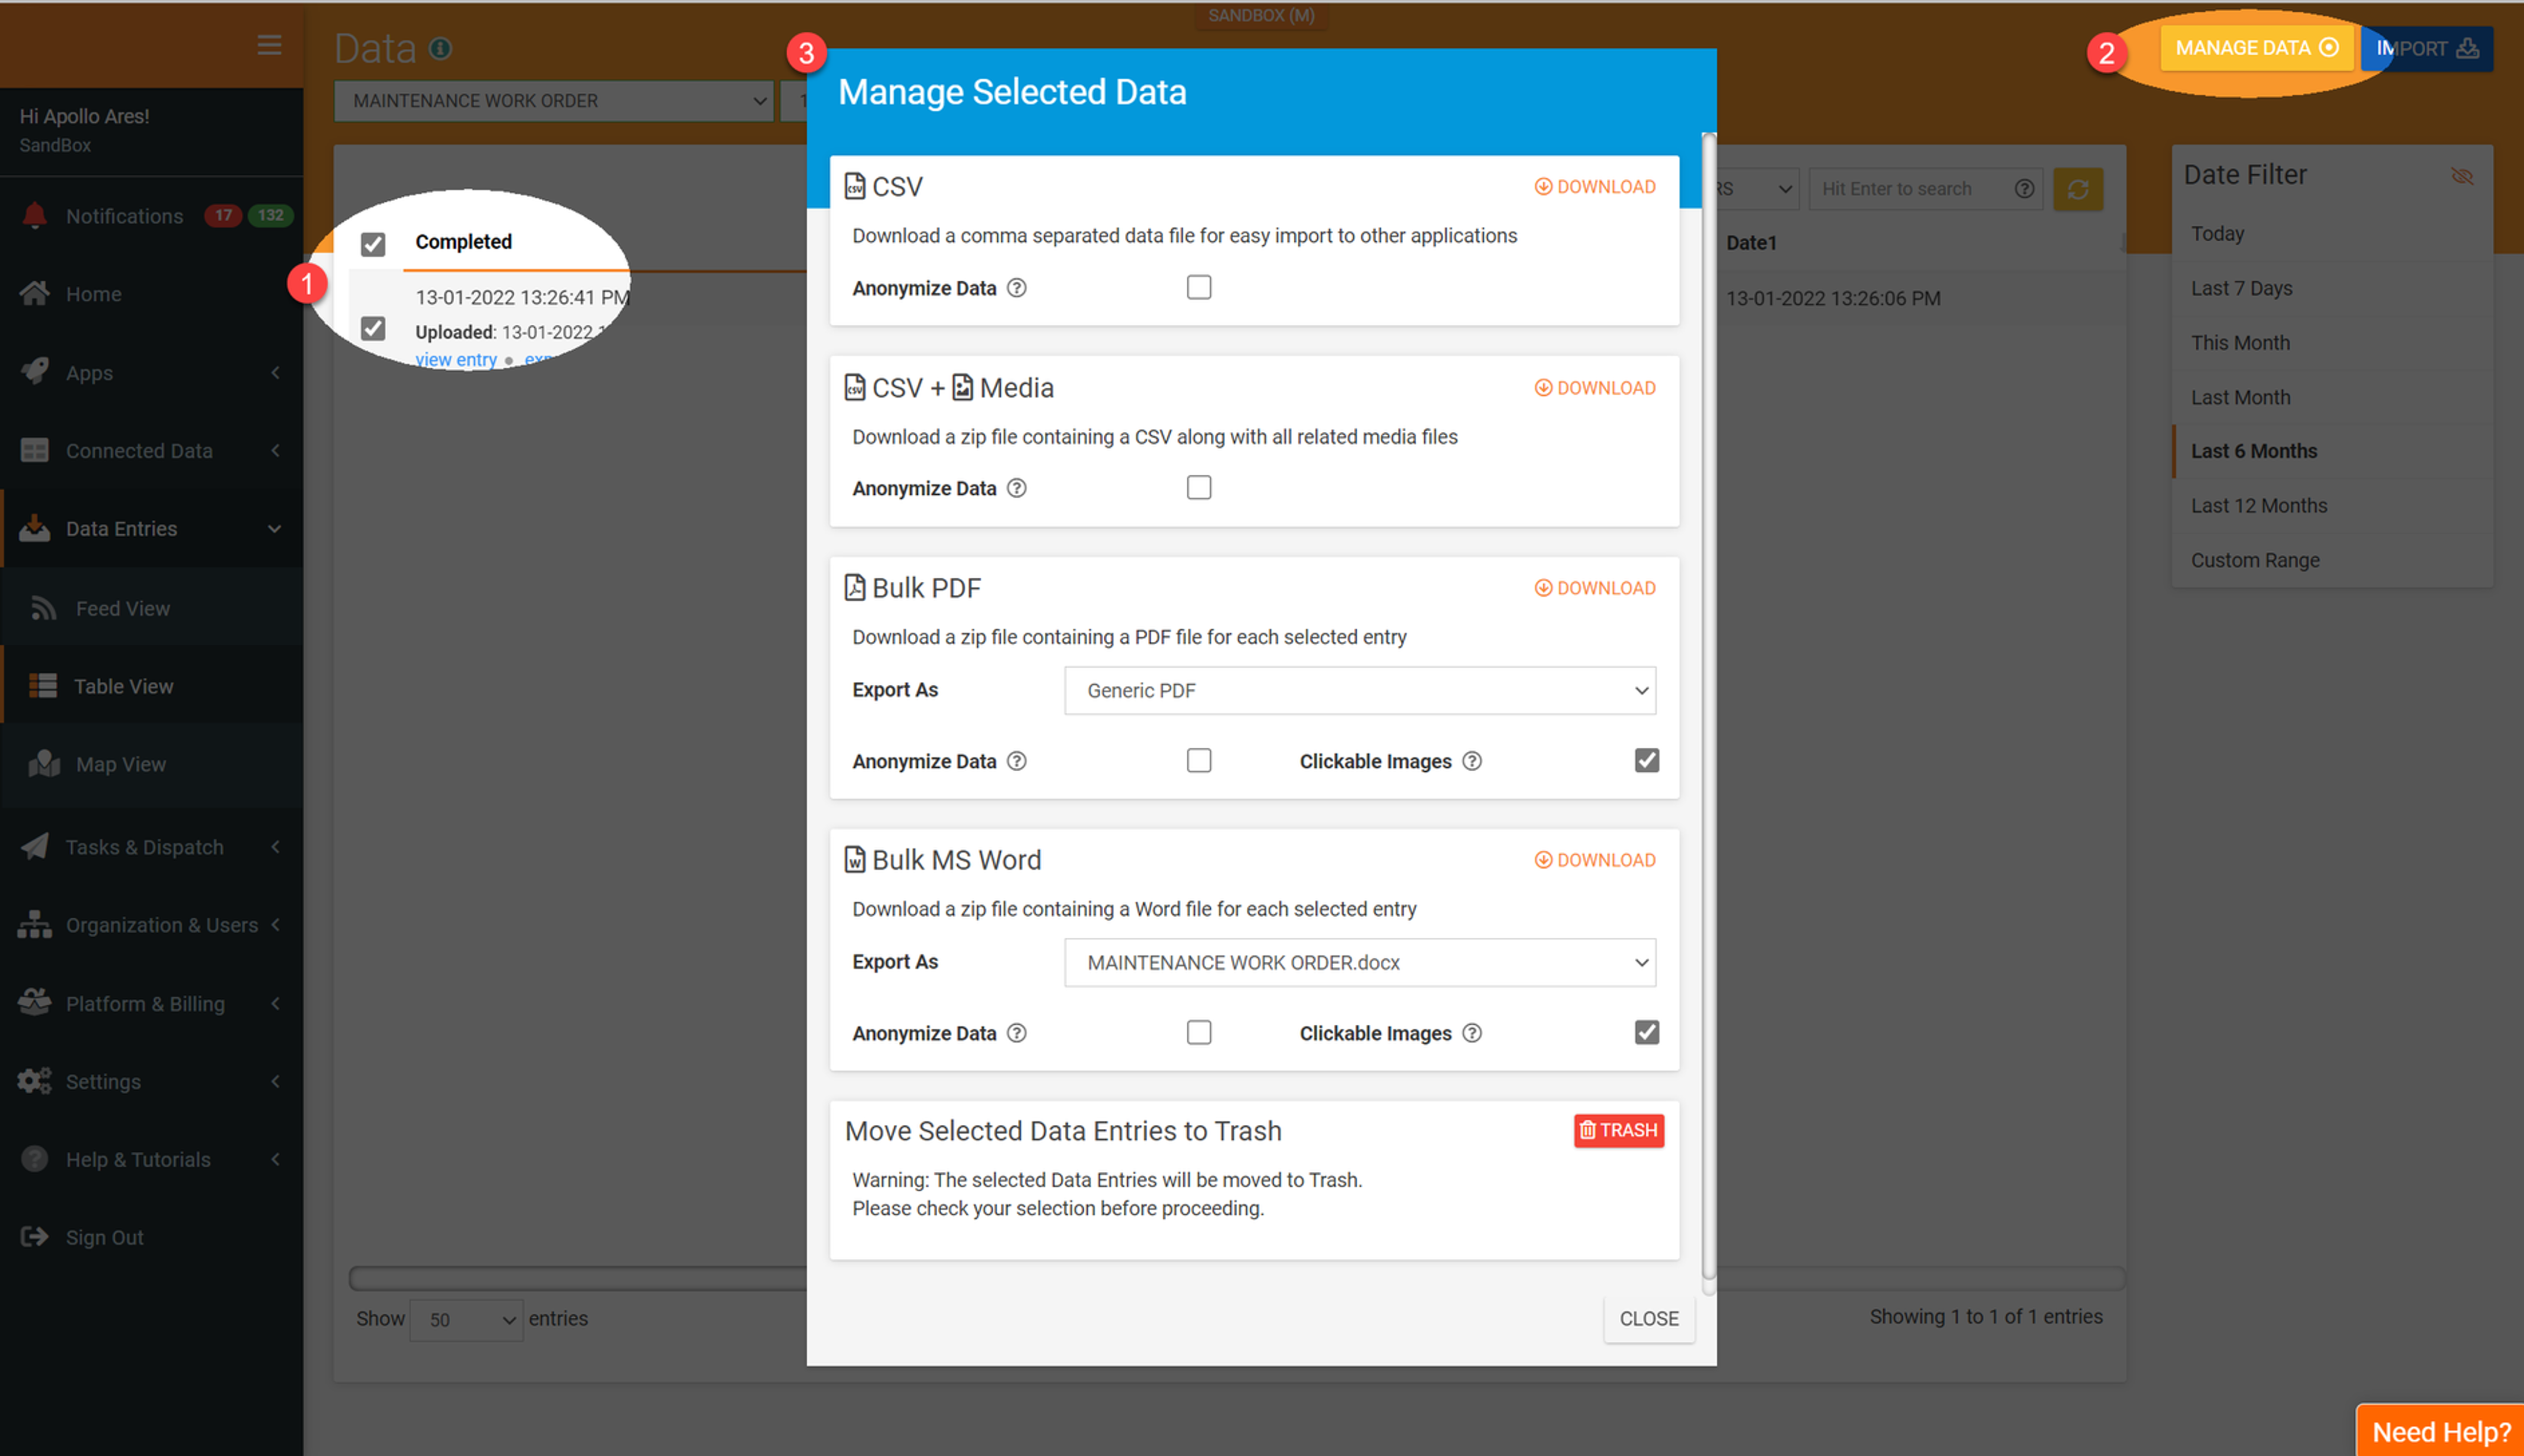 SANDBOX (M)
Data
MANAGE DATA
IMPORT
1
2
3
MAINTENANCE WORK ORDER
1
Hi Apollo Ares!
SandBox
Notifications 17 132
Home
Apps
Connected Data
Data Entries
Feed View
Table View
Map View
Tasks & Dispatch
Organization & Users
Platform & Billing
Settings
Help & Tutorials
Sign Out
Completed
13-01-2022 13:26:41 PM
Uploaded: 13-01-2022
view entry
Show 50 entries
Manage Selected Data
CSV
DOWNLOAD
Download a comma separated data file for easy import to other applications
Anonymize Data
CSV + Media
DOWNLOAD
Download a zip file containing a CSV along with all related media files
Anonymize Data
Bulk PDF
DOWNLOAD
Download a zip file containing a PDF file for each selected entry
Export As Generic PDF
Anonymize Data Clickable Images
Bulk MS Word
DOWNLOAD
Download a zip file containing a Word file for each selected entry
Export As MAINTENANCE WORK ORDER.docx
Anonymize Data Clickable Images
Move Selected Data Entries to Trash
TRASH
Warning: The selected Data Entries will be moved to Trash.
Please check your selection before proceeding.
CLOSE
Hit Enter to search
Date1
13-01-2022 13:26:06 PM
Showing 1 to 1 of 1 entries
Date Filter
Today
Last 7 Days
This Month
Last Month
Last 6 Months
Last 12 Months
Custom Range
Need Help?